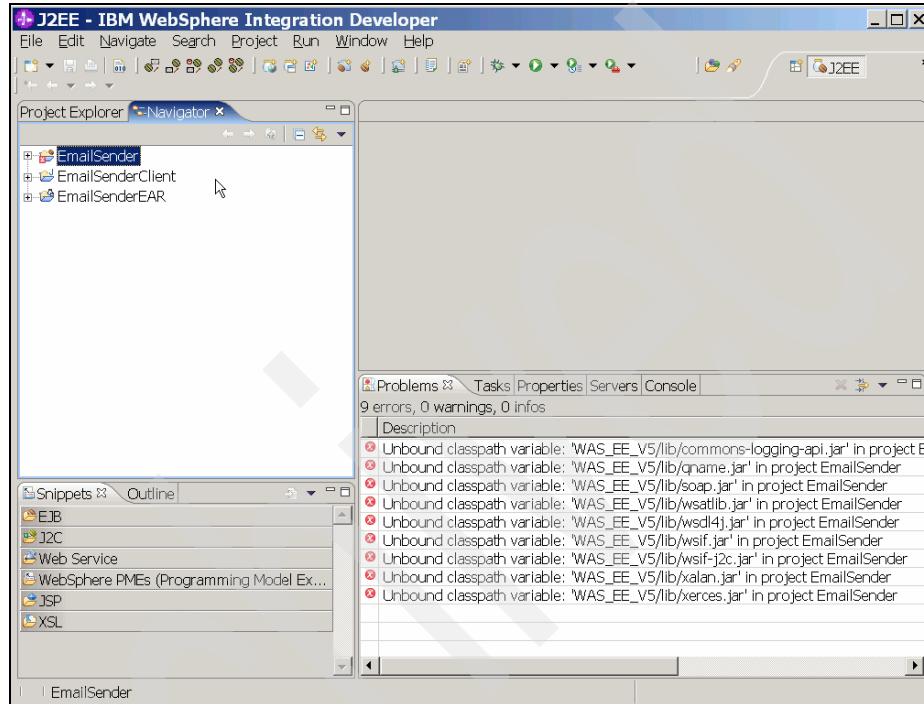 J2EE - IBM WebSphere Integration Developer
File Edit Navigate Search Project Run Window Help
J2EE
Project Explorer Navigator
EmailSender
EmailSenderClient
EmailSenderEAR
Problems Tasks Properties Servers Console
9 errors, 0 warnings, 0 infos
Description
Unbound classpath variable: 'WAS_EE_V5/lib/commons-logging-api.jar' in project E
Unbound classpath variable: 'WAS_EE_V5/lib/qname.jar' in project EmailSender
Unbound classpath variable: 'WAS_EE_V5/lib/soap.jar' in project EmailSender
Unbound classpath variable: 'WAS_EE_V5/lib/wsatlib.jar' in project EmailSender
Unbound classpath variable: 'WAS_EE_V5/lib/wsdl4j.jar' in project EmailSender
Unbound classpath variable: 'WAS_EE_V5/lib/wsif.jar' in project EmailSender
Unbound classpath variable: 'WAS_EE_V5/lib/wsif-j2c.jar' in project EmailSender
Unbound classpath variable: 'WAS_EE_V5/lib/xalan.jar' in project EmailSender
Unbound classpath variable: 'WAS_EE_V5/lib/xerces.jar' in project EmailSender
Snippets Outline
EJB
J2C
Web Service
WebSphere PMEs (Programming Model Ex...
JSP
XSL
EmailSender